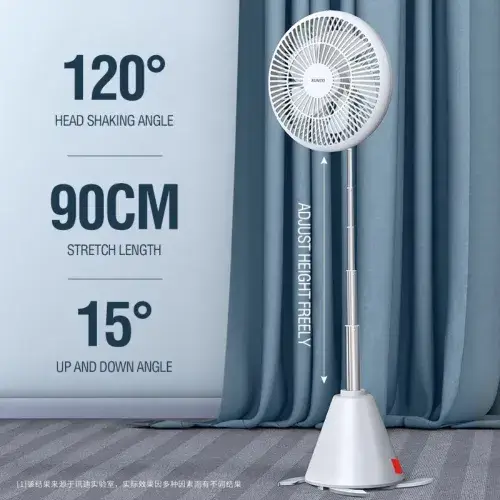 120°
HEAD SHAKING ANGLE
90CM
STRETCH LENGTH
15°
UP AND DOWN ANGLE
ADJUST HEIGHT FREELY